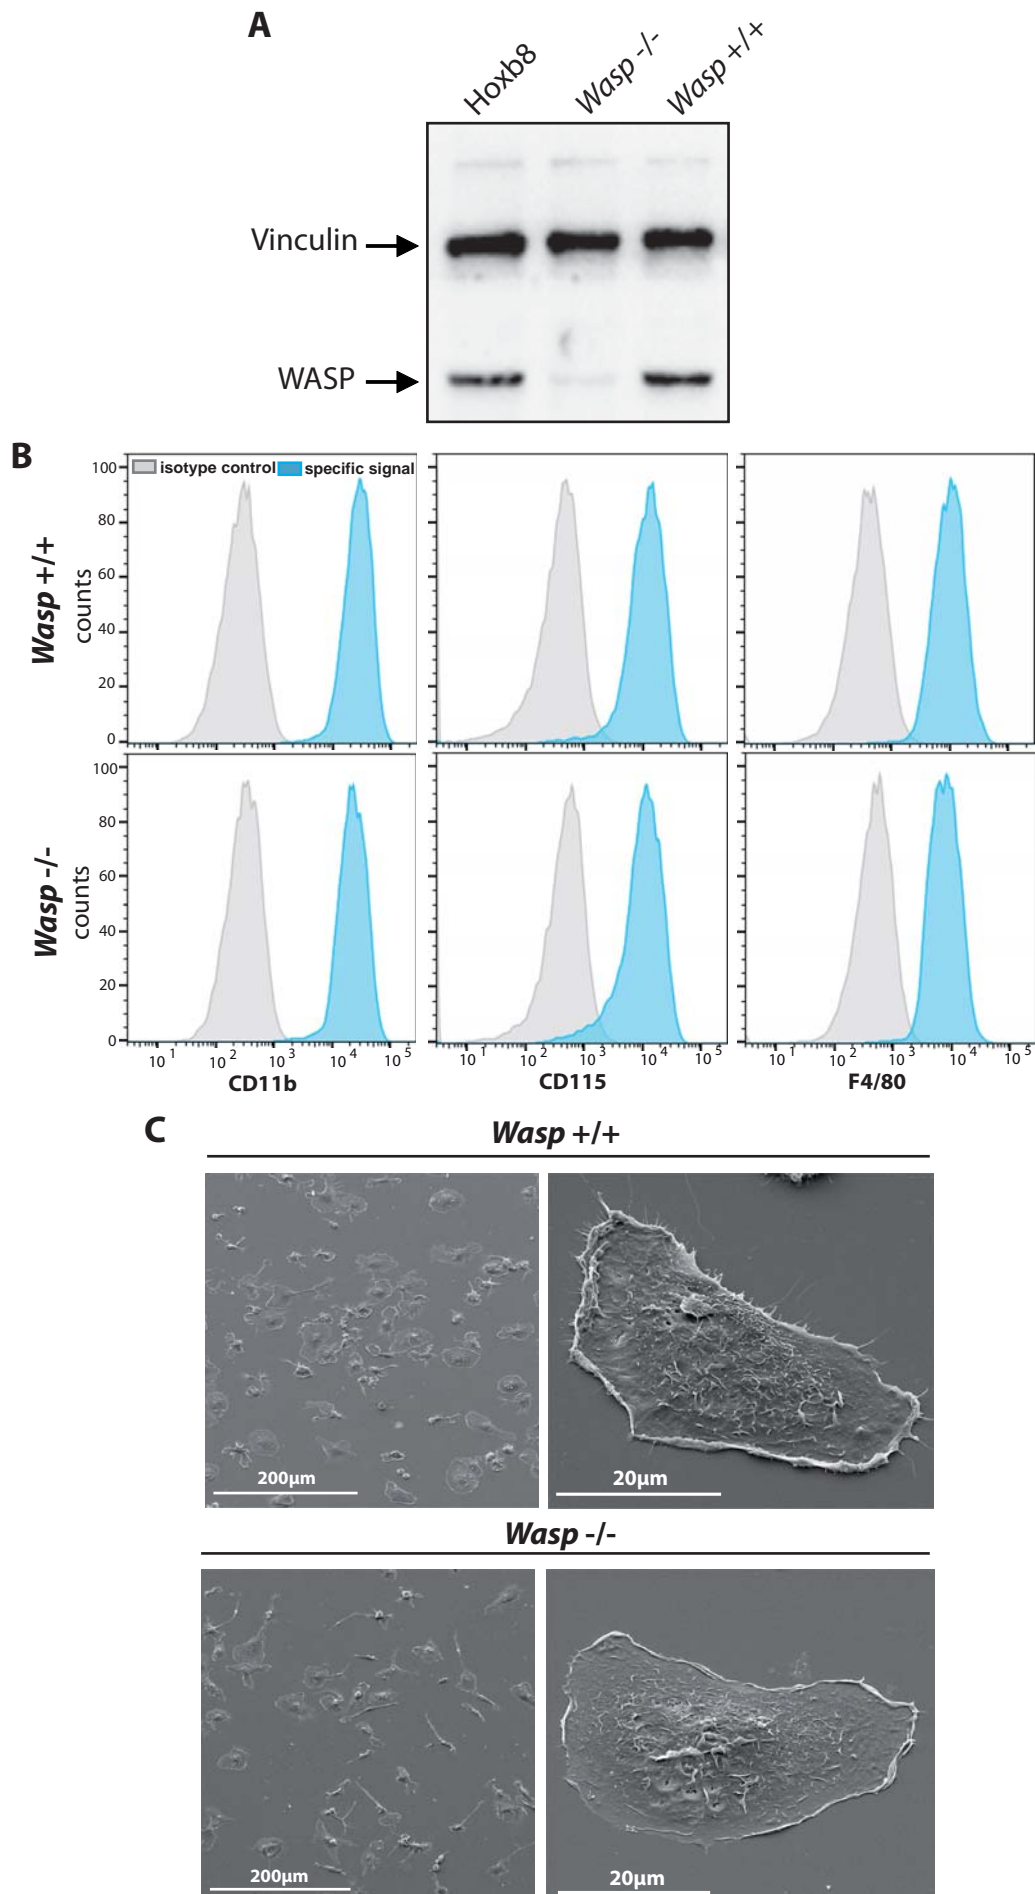 A
Hoxb8
Wasp -/-
Wasp +/+
Vinculin
WASP
B
isotype control specific signal
Wasp +/+
counts
100
80
60
40
20
0
Wasp -/-
counts
100
80
60
40
20
0
10 1 10 2 10 3 10 4 10 5
CD11b
10 1 10 2 10 3 10 4 10 5
CD115
10 1 10 2 10 3 10 4 10 5
F4/80
C
Wasp +/+
200µm
20µm
Wasp -/-
200µm
20µm